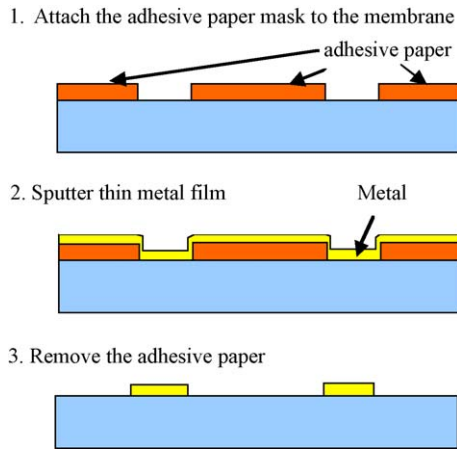 1. Attach the adhesive paper mask to the membrane
adhesive paper
2. Sputter thin metal film
Metal
3. Remove the adhesive paper